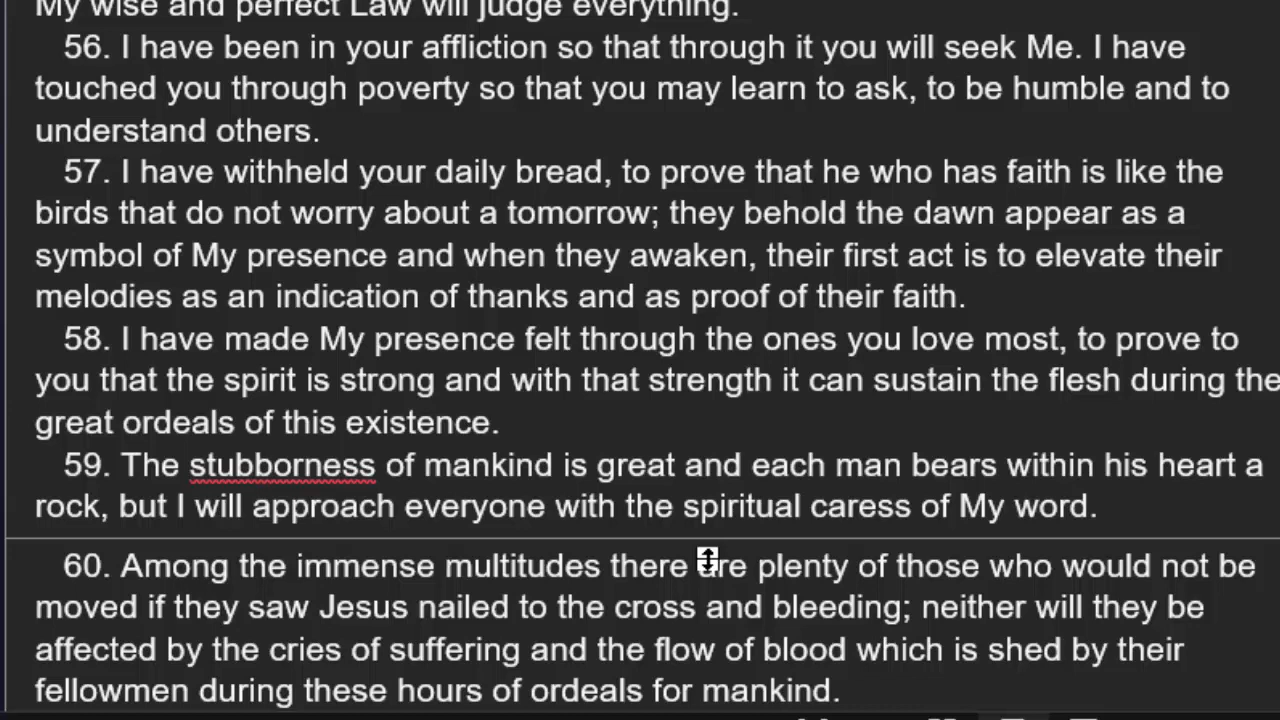 My wise and perfect Law will judge everything.
56. I have been in your affliction so that through it you will seek Me. I have
touched you through poverty so that you may learn to ask, to be humble and to
understand others.
57. I have withheld your daily bread, to prove that he who has faith is like the
birds that do not worry about a tomorrow; they behold the dawn appear as a
symbol of My presence and when they awaken, their first act is to elevate their
melodies as an indication of thanks and as proof of their faith.
58. I have made My presence felt through the ones you love most, to prove to
you that the spirit is strong and with that strength it can sustain the flesh during the
great ordeals of this existence.
59. The stubborness of mankind is great and each man bears within his heart a
rock, but I will approach everyone with the spiritual caress of My word.
60. Among the immense multitudes there are plenty of those who would not be
moved if they saw Jesus nailed to the cross and bleeding; neither will they be
affected by the cries of suffering and the flow of blood which is shed by their
fellowmen during these hours of ordeals for mankind.